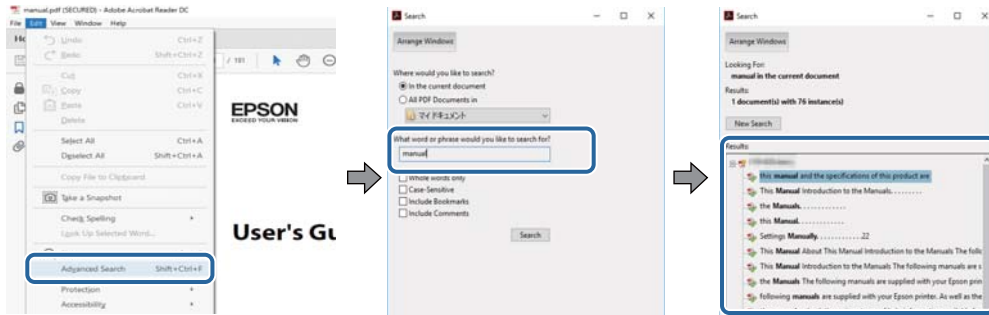 manual.pdf (SECURED) - Adobe Acrobat Reader DC
File Edit View Window Help
Undo Ctrl+Z
Redo Shift+Ctrl+Z
Cut Ctrl+X
Copy Ctrl+C
Paste Ctrl+V
Delete
Select All Ctrl+A
Deselect All Shift+Ctrl+A
Copy File to Clipboard
Take a Snapshot
Check Spelling
Look Up Selected Word...
Advanced Search Shift+Ctrl+F
Protection
Accessibility
/ 181
EPSON
EXCEED YOUR VISION
User's Gu
Search
Arrange Windows
Where would you like to search?
In the current document
All PDF Documents in
マイドキュメント
What word or phrase would you like to search for?
manual
Whole words only
Case-Sensitive
Include Bookmarks
Include Comments
Search
Search
Arrange Windows
Looking For:
manual in the current document
Results:
1 document(s) with 76 instance(s)
New Search
Results:
this manual and the specifications of this product are
This Manual Introduction to the Manuals.........
the Manuals.............
this Manual.............
Settings Manually............22
This Manual About This Manual Introduction to the Manuals The follo
This Manual Introduction to the Manuals The following manuals are s
the Manuals The following manuals are supplied with your Epson prin
following manuals are supplied with your Epson printer. As well as the